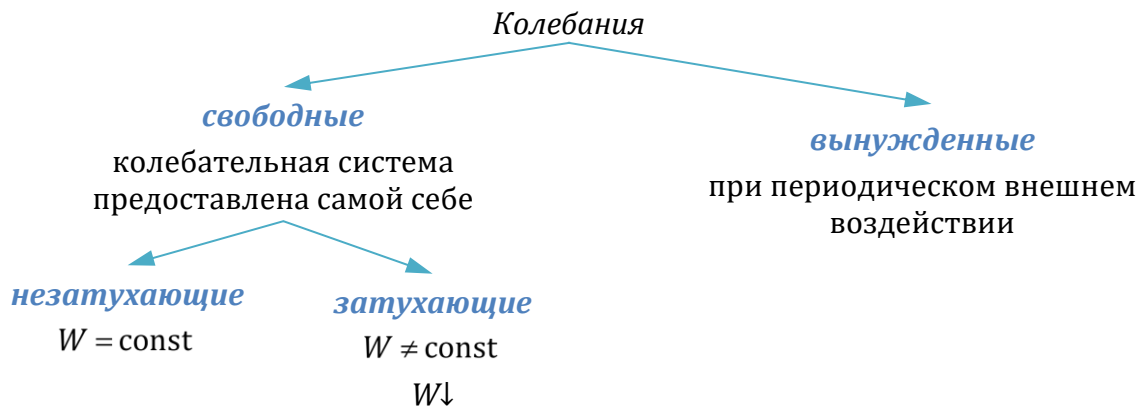 Колебания
свободные
колебательная система
предоставлена самой себе
вынужденные
при периодическом внешнем
воздействии
незатухающие
W = const
затухающие
W ≠ const
W↓